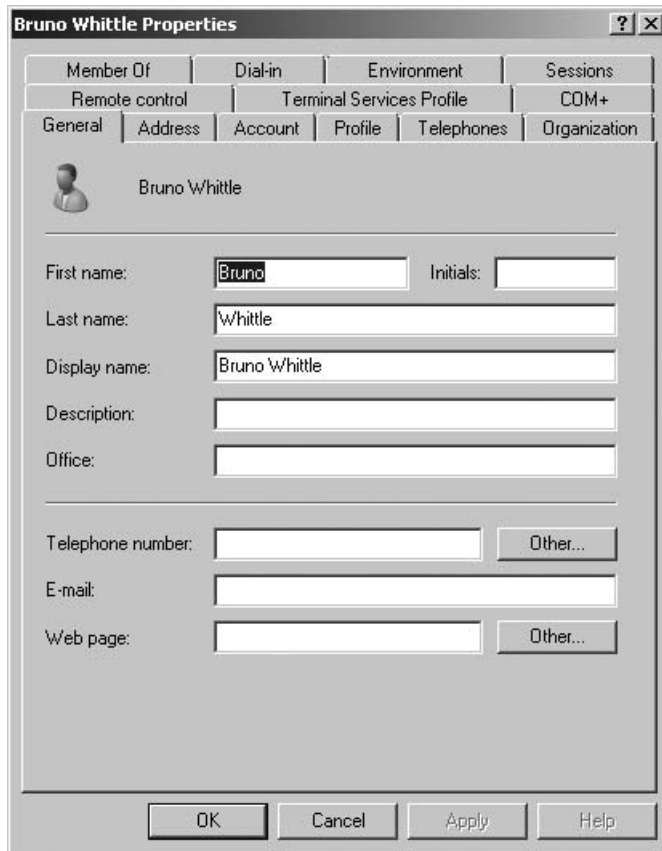 Bruno Whittle Properties ? X
Member Of Dial-in Environment Sessions
Remote control Terminal Services Profile COM+
General Address Account Profile Telephones Organization
Bruno Whittle
First name: Bruno Initials:
Last name: Whittle
Display name: Bruno Whittle
Description:
Office:
Telephone number: Other...
E-mail:
Web page: Other...
OK Cancel Apply Help